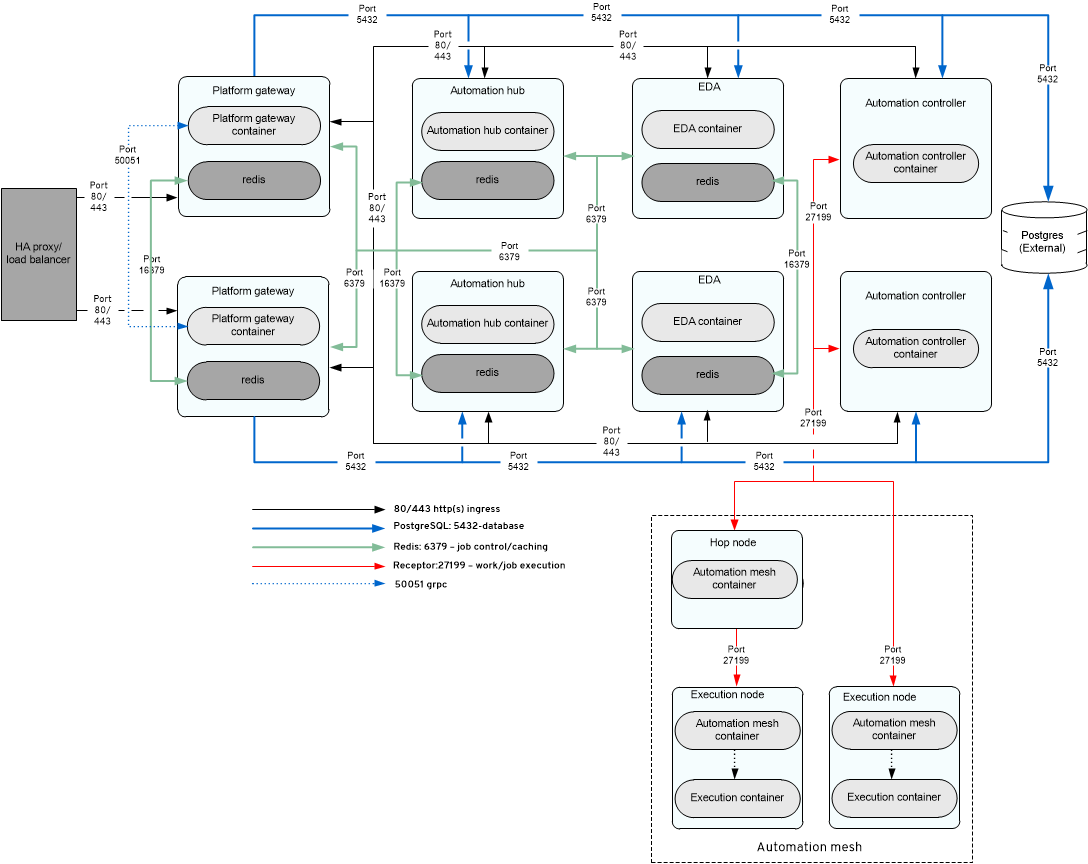 Port
5432
Port
5432
Port
5432
Port
80/
443
Port
80/
443
Port
5432
Platform gateway
Platform gateway
container
redis
Automation hub
Automation hub container
redis
EDA
EDA container
redis
Automation controller
Automation controller
container
Port
50051
Port
80/
443
HA proxy/
load balancer
Port
80/
443
Port
16379
Port
80/
443
Port
6379
Port
27199
Postgres
(External)
Port
6379
Port
6379
Port
16379
Port
6379
Port
16379
Platform gateway
Platform gateway
container
redis
Automation hub
Automation hub container
redis
EDA
EDA container
redis
Automation controller
Automation controller
container
Port
5432
Port
27199
Port
80/
443
Port
5432
Port
5432
Port
5432
80/443 http(s) ingress
PostgreSQL: 5432-database
Redis: 6379 – job control/caching
Receptor:27199 – work/job execution
50051 grpc
Hop node
Automation mesh
container
Port
27199
Port
27199
Execution node
Automation mesh
container
Execution container
Execution node
Automation mesh
container
Execution container
Automation mesh